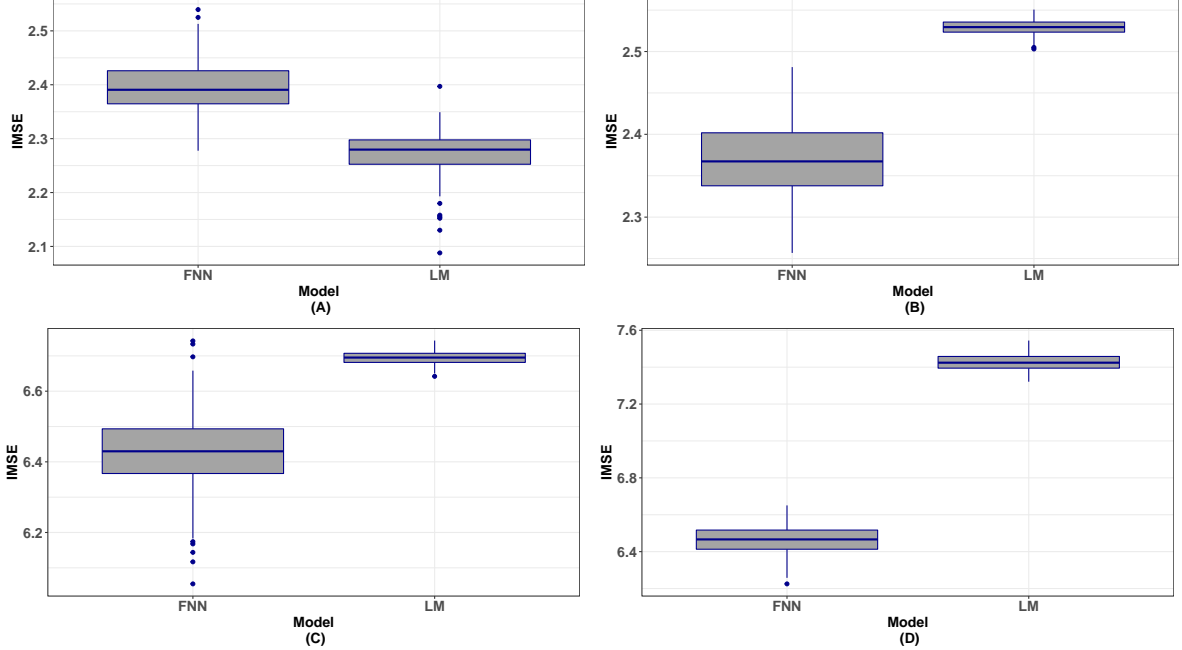 2.5
2.4
2.3
2.2
2.1
IMSE
FNN LM
Model
(A)
2.5
2.4
2.3
IMSE
FNN LM
Model
(B)
6.6
6.4
6.2
IMSE
FNN LM
Model
(C)
7.6
7.2
6.8
6.4
IMSE
FNN LM
Model
(D)